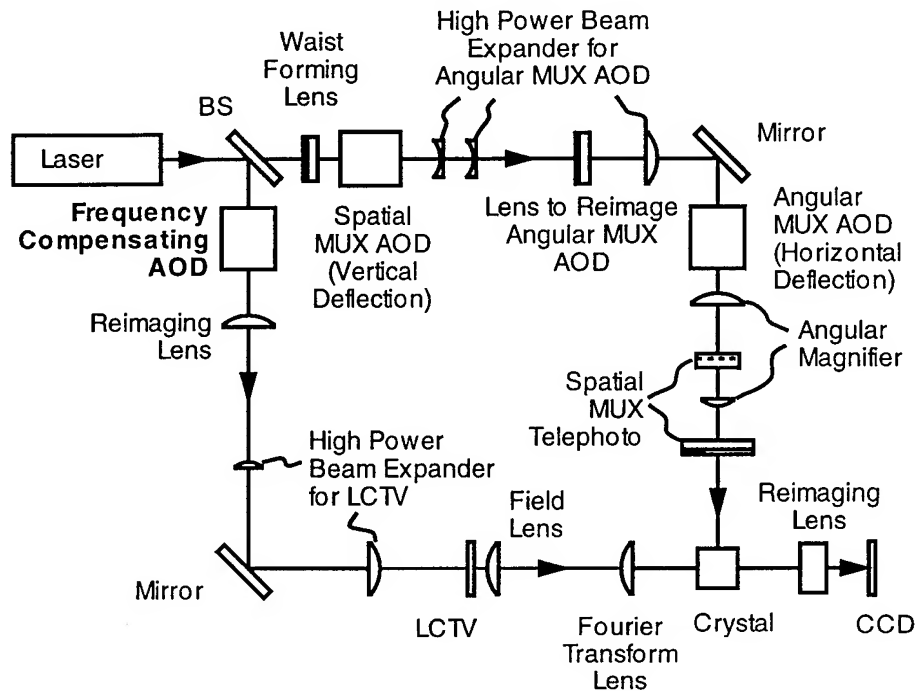 Waist
Forming
Lens
High Power Beam
Expander for
Angular MUX AOD
BS
Mirror
Laser
Frequency
Compensating
AOD
Spatial
MUX AOD
(Vertical
Deflection)
Lens to Reimage
Angular MUX
AOD
Angular
MUX AOD
(Horizontal
Deflection)
Reimaging
Lens
Angular
Magnifier
Spatial
MUX
Telephoto
High Power
Beam Expander
for LCTV
Field
Lens
Reimaging
Lens
Mirror
LCTV
Fourier
Transform
Lens
Crystal
CCD